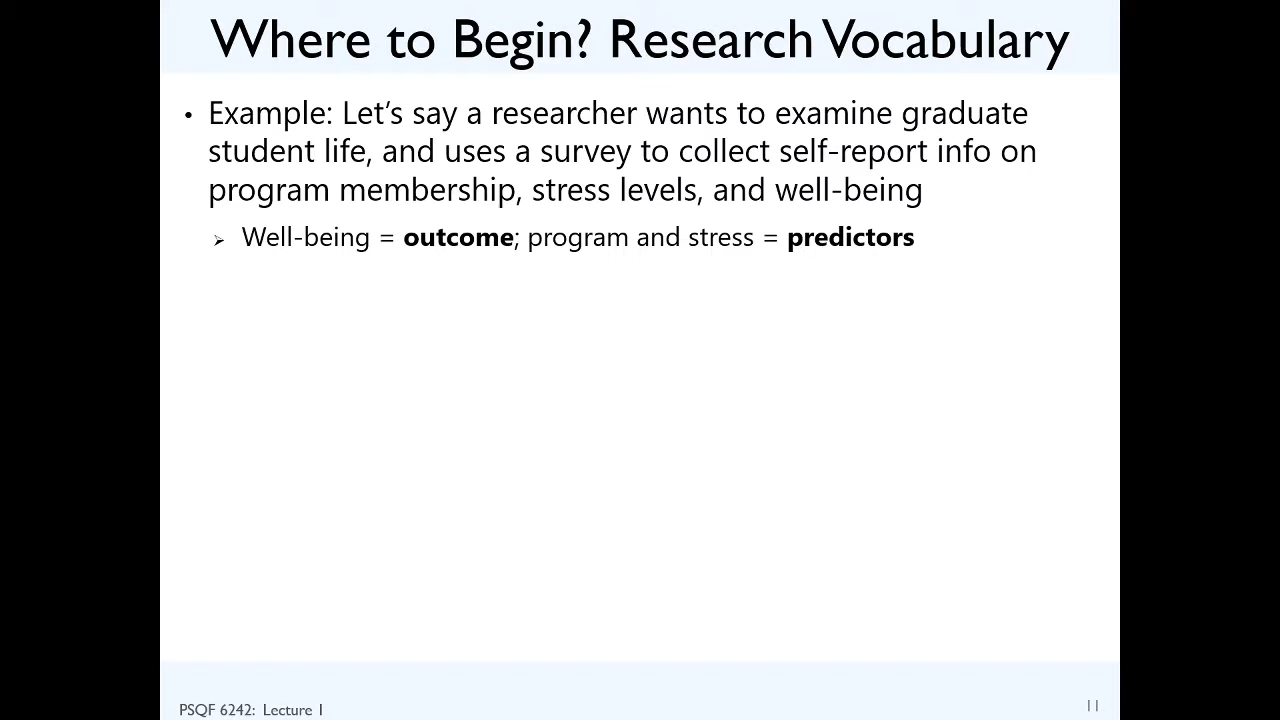 Where to Begin? Research Vocabulary
• Example: Let’s say a researcher wants to examine graduate
student life, and uses a survey to collect self-report info on
program membership, stress levels, and well-being
➢ Well-being = outcome; program and stress = predictors
PSQF 6242: Lecture 1
11